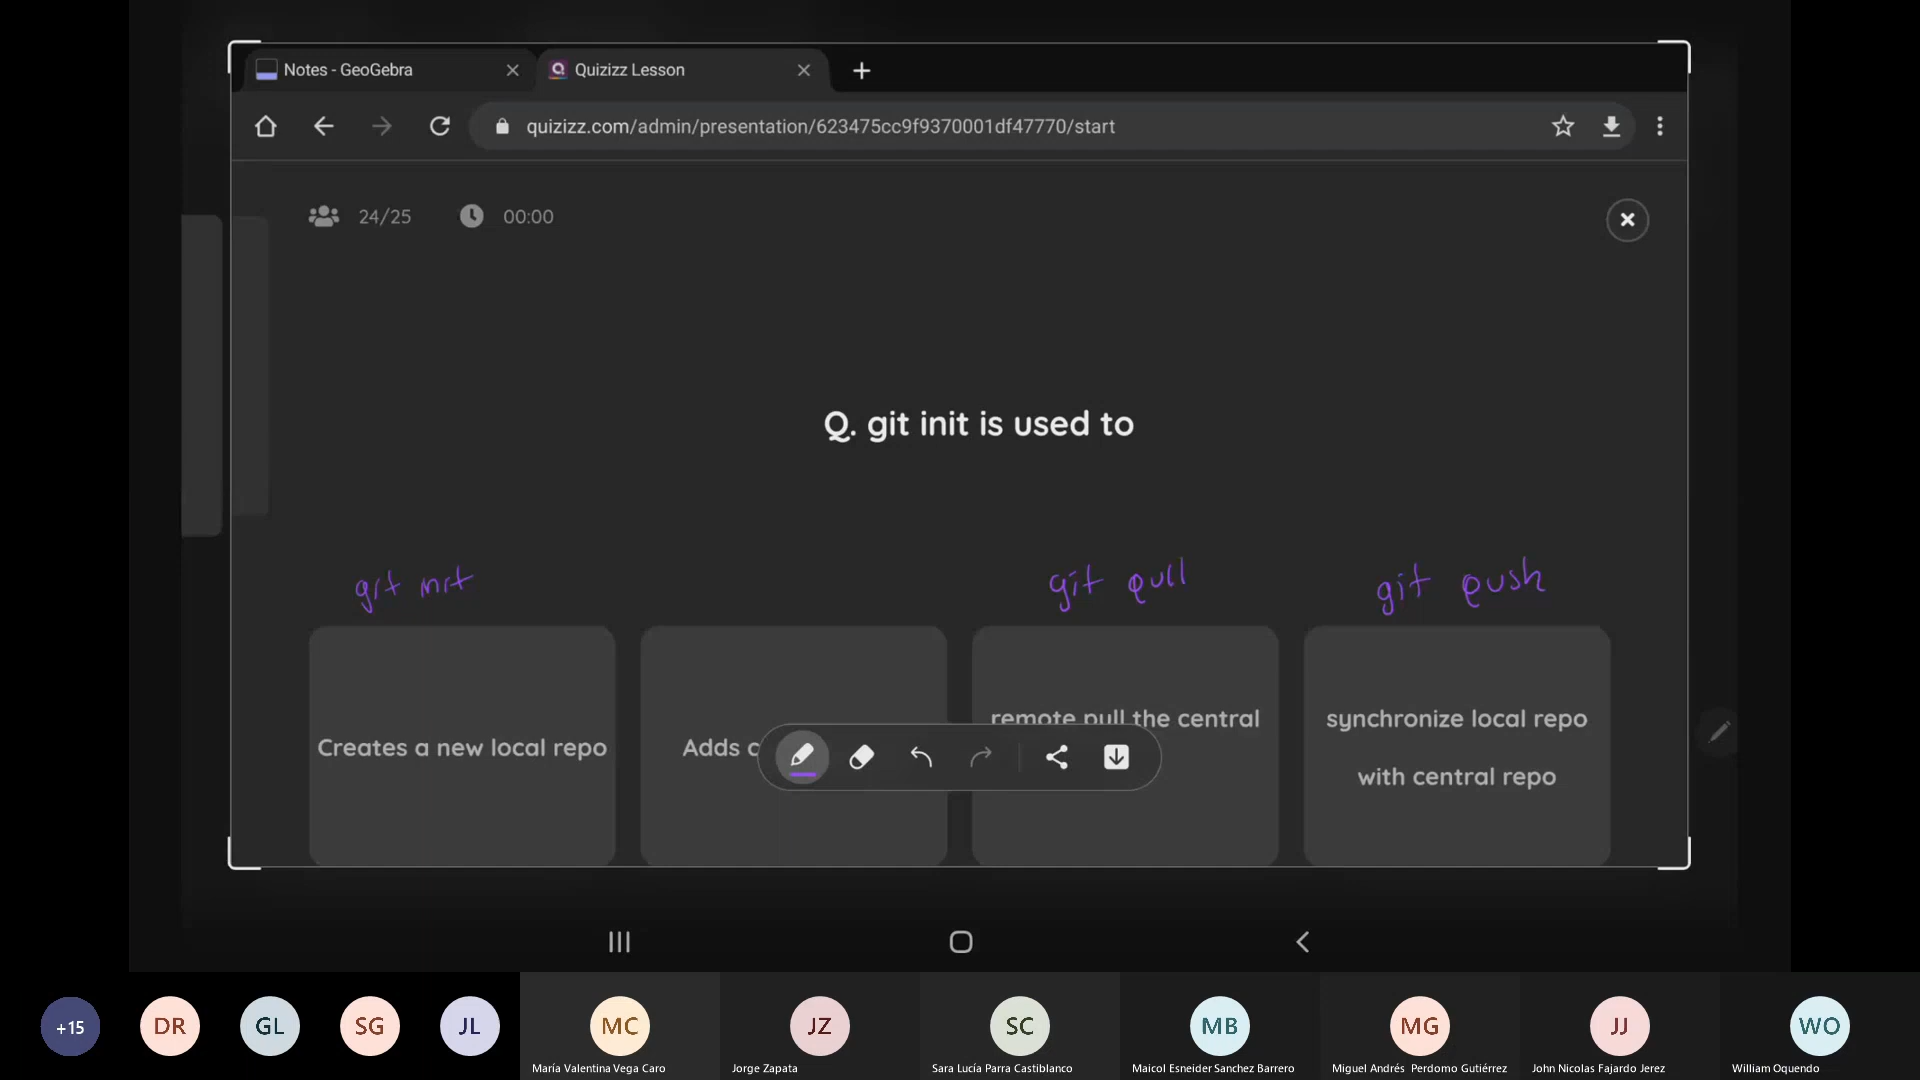 Notes - GeoGebra
Quizizz Lesson
quizizz.com/admin/presentation/623475cc9f9370001df47770/start
24/25
00:00
Q. git init is used to
git init
git pull
git push
Creates a new local repo
Adds
remote pull the central
synchronize local repo
with central repo
+15
DR
GL
SG
JL
MC
JZ
SC
MB
MG
JJ
WO
María Valentina Vega Caro
Jorge Zapata
Sara Lucía Parra Castiblanco
Maicol Esneider Sanchez Barrero
Miguel Andrés Perdomo Gutiérrez
John Nicolas Fajardo Jerez
William Oquendo